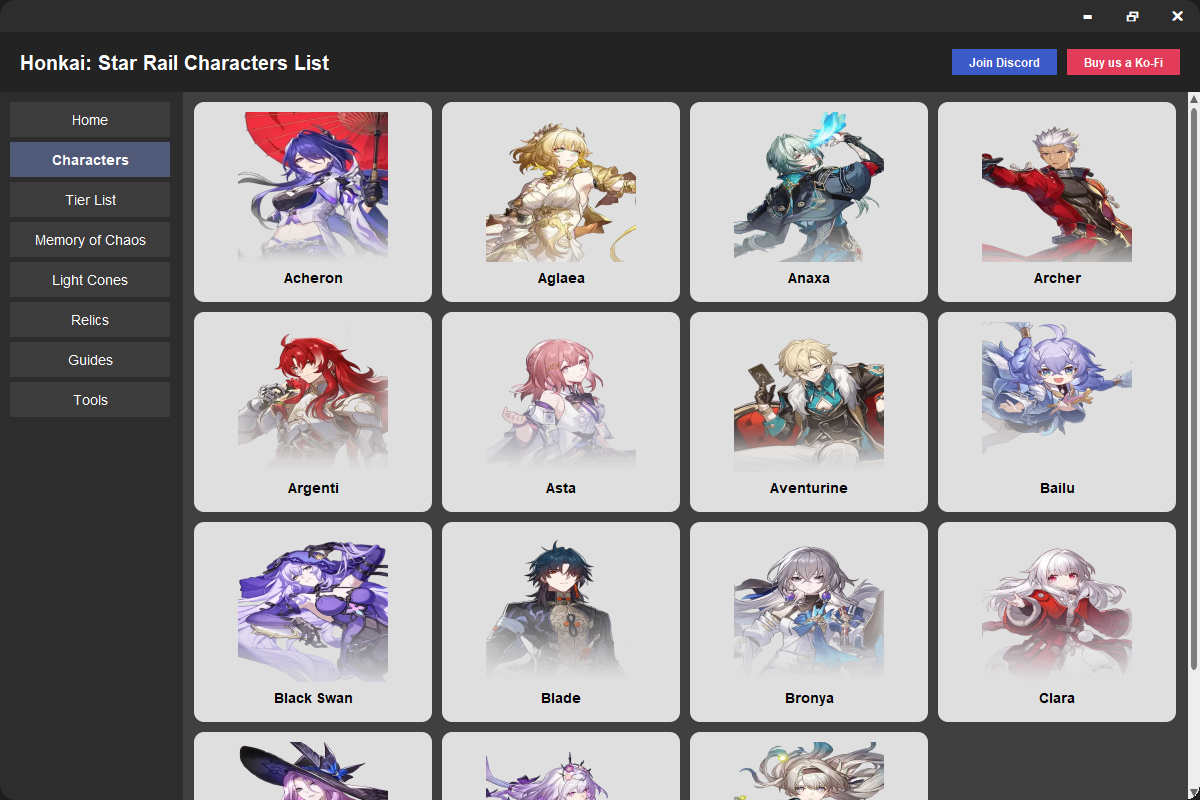 Honkai: Star Rail Characters List
Join Discord
Buy us a Ko-Fi
Home
Characters
Tier List
Memory of Chaos
Light Cones
Relics
Guides
Tools
Acheron
Aglaea
Anaxa
Archer
Argenti
Asta
Aventurine
Bailu
Black Swan
Blade
Bronya
Clara